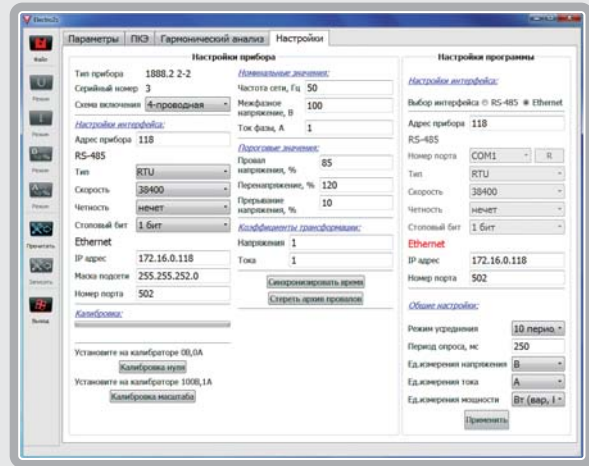 Electro2c
Параметры ПКЭ Гармонический анализ Настройки
Файл
Режим
Режим
Режим
Режим
Прочитать
Записать
Выход
Настройки прибора
Тип прибора 1888.2 2-2
Серийный номер 3
Схема включения 4-проводная
Настройки интерфейса:
Адрес прибора 118
RS-485
Тип RTU
Скорость 38400
Четность нечет
Стоповый бит 1 бит
Ethernet
IP адрес 172.16.0.118
Маска подсети 255.255.252.0
Номер порта 502
Калибровка:
Установите на калибраторе 0В,0А
Калибровка нуля
Установите на калибраторе 100В,1А
Калибровка масштаба
Номинальные значения:
Частота сети, Гц 50
Межфазное напряжение, В 100
Ток фазы, А 1
Пороговые значения:
Провал напряжения, % 85
Перенапряжение, % 120
Прерывание напряжения, % 10
Коэффициенты трансформации:
Напряжения 1
Тока 1
Синхронизировать время
Стереть архив провалов
Настройки программы
Настройки интерфейса:
Выбор интерфейса RS-485 Ethernet
Адрес прибора 118
RS-485
Номер порта COM1 R
Тип RTU
Скорость 38400
Четность нечет
Стоповый бит 1 бит
Ethernet
IP адрес 172.16.0.118
Номер порта 502
Общие настройки:
Режим усреднения 10 перио,
Период опроса, мс 250
Ед.измерения напряжения В
Ед.измерения тока А
Ед.измерения мощности Вт (вар, І
Применить